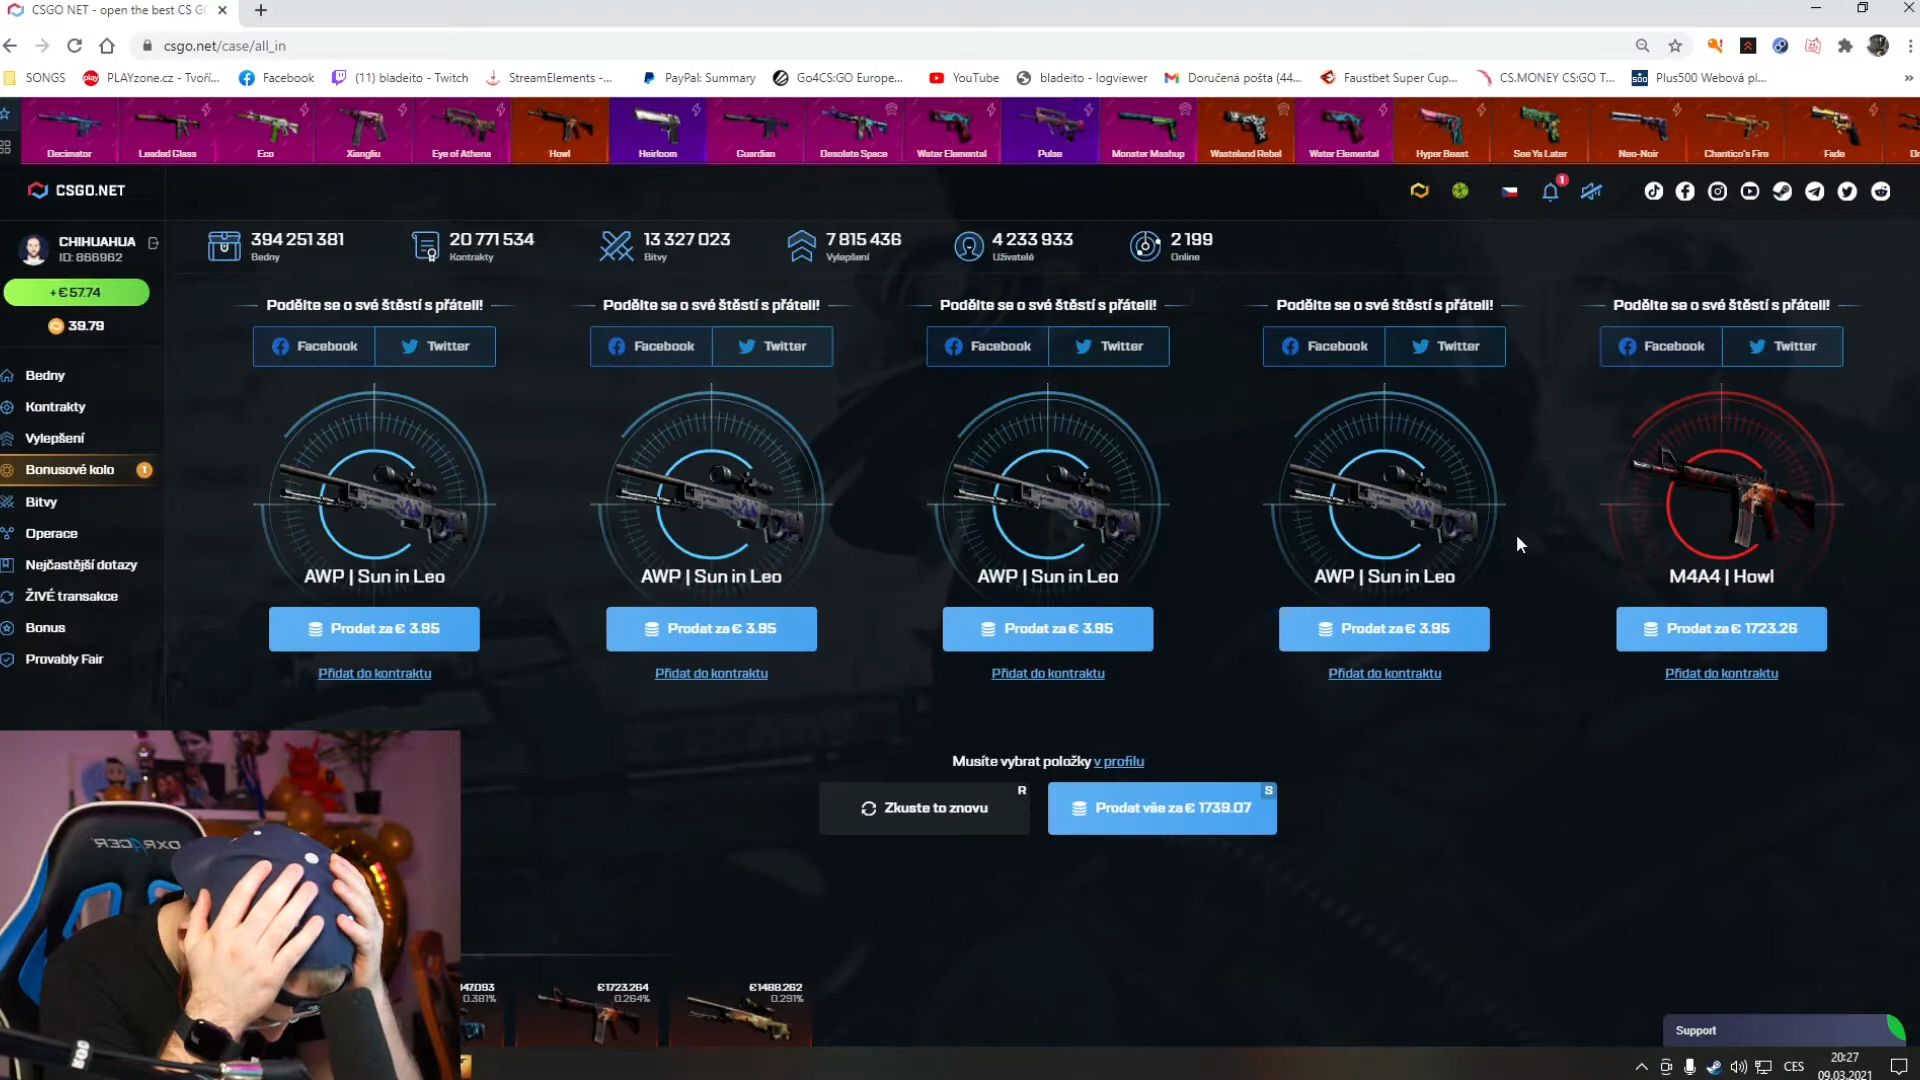 CSGO NET - open the best CS GO
csgo.net/case/all_in
SONGS
PLAYzone.cz - Tvoří...
Facebook
(11) bladeito - Twitch
StreamElements -...
PayPal: Summary
Go4CS:GO Europe...
YouTube
bladeito - logviewer
Doručená pošta (44...
Faustbet Super Cup...
CS.MONEY CS:GO T...
Plus500 Webová pl...
Decimator
Leaded Glass
Eco
Xiangliu
Eye of Athena
Howl
Heirloom
Guardian
Desolate Space
Water Elemental
Pulse
Monster Mashup
Wasteland Rebel
Water Elemental
Hyper Beast
See Ya Later
Neo-Noir
Chantico's Fire
Fade
CSGO.NET
1
CHIHUAHUA
ID: 866962
+ € 57.74
39.79
394 251 381
Bedny
20 771 534
Kontrakty
13 327 023
Bitvy
7 815 436
Vylepšení
4 233 933
Uživatelé
2 199
Online
Bedny
Kontrakty
Vylepšení
Bonusové kolo 1
Bitvy
Operace
Nejčastější dotazy
ŽIVÉ transakce
Bonus
Provably Fair
Podělte se o své štěstí s přáteli!
Facebook Twitter
AWP | Sun in Leo
Prodat za € 3.95
Přidat do kontraktu
Podělte se o své štěstí s přáteli!
Facebook Twitter
AWP | Sun in Leo
Prodat za € 3.95
Přidat do kontraktu
Podělte se o své štěstí s přáteli!
Facebook Twitter
AWP | Sun in Leo
Prodat za € 3.95
Přidat do kontraktu
Podělte se o své štěstí s přáteli!
Facebook Twitter
AWP | Sun in Leo
Prodat za € 3.95
Přidat do kontraktu
Podělte se o své štěstí s přáteli!
Facebook Twitter
M4A4 | Howl
Prodat za € 1723.26
Přidat do kontraktu
Musíte vybrat položky v profilu
Zkuste to znovu R
Prodat vše za € 1739.07 S
DXRACER
47.093
0.381%
€1723.264
0.264%
€1488.262
0.291%
Support
CES
20:27
09.03.2021